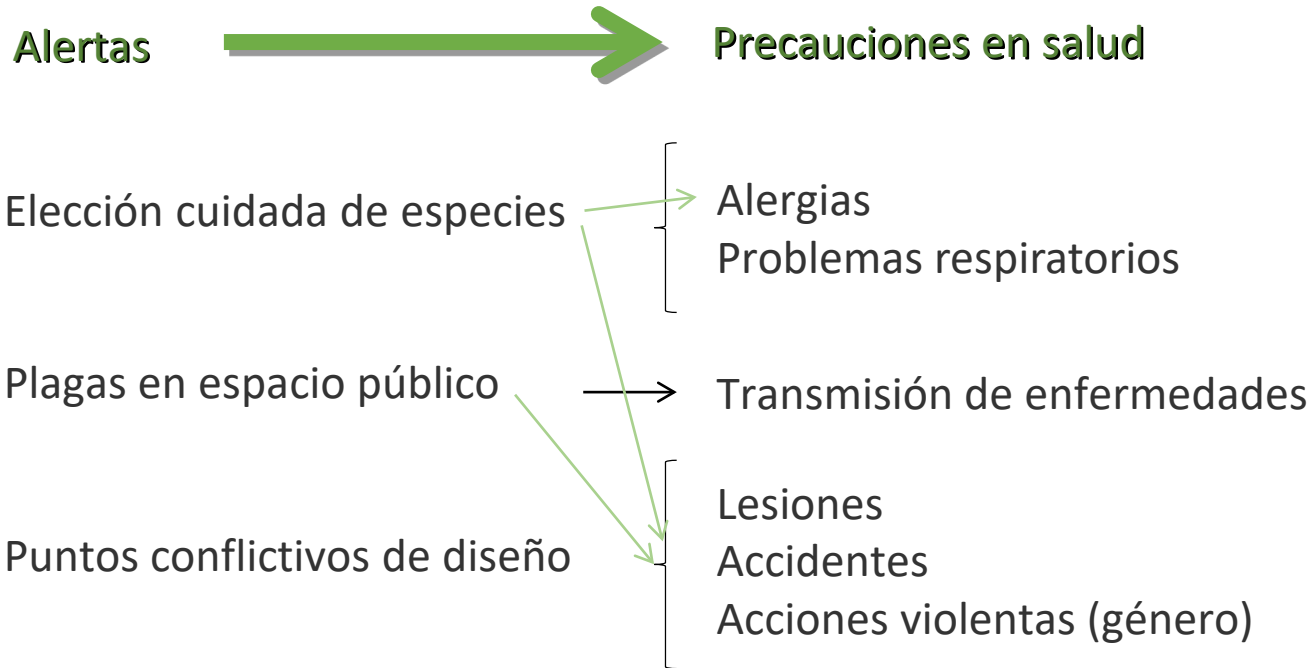 Alertas
Precauciones en salud
Elección cuidada de especies
Alergias
Problemas respiratorios
Plagas en espacio público
Transmisión de enfermedades
Puntos conflictivos de diseño
Lesiones
Accidentes
Acciones violentas (género)